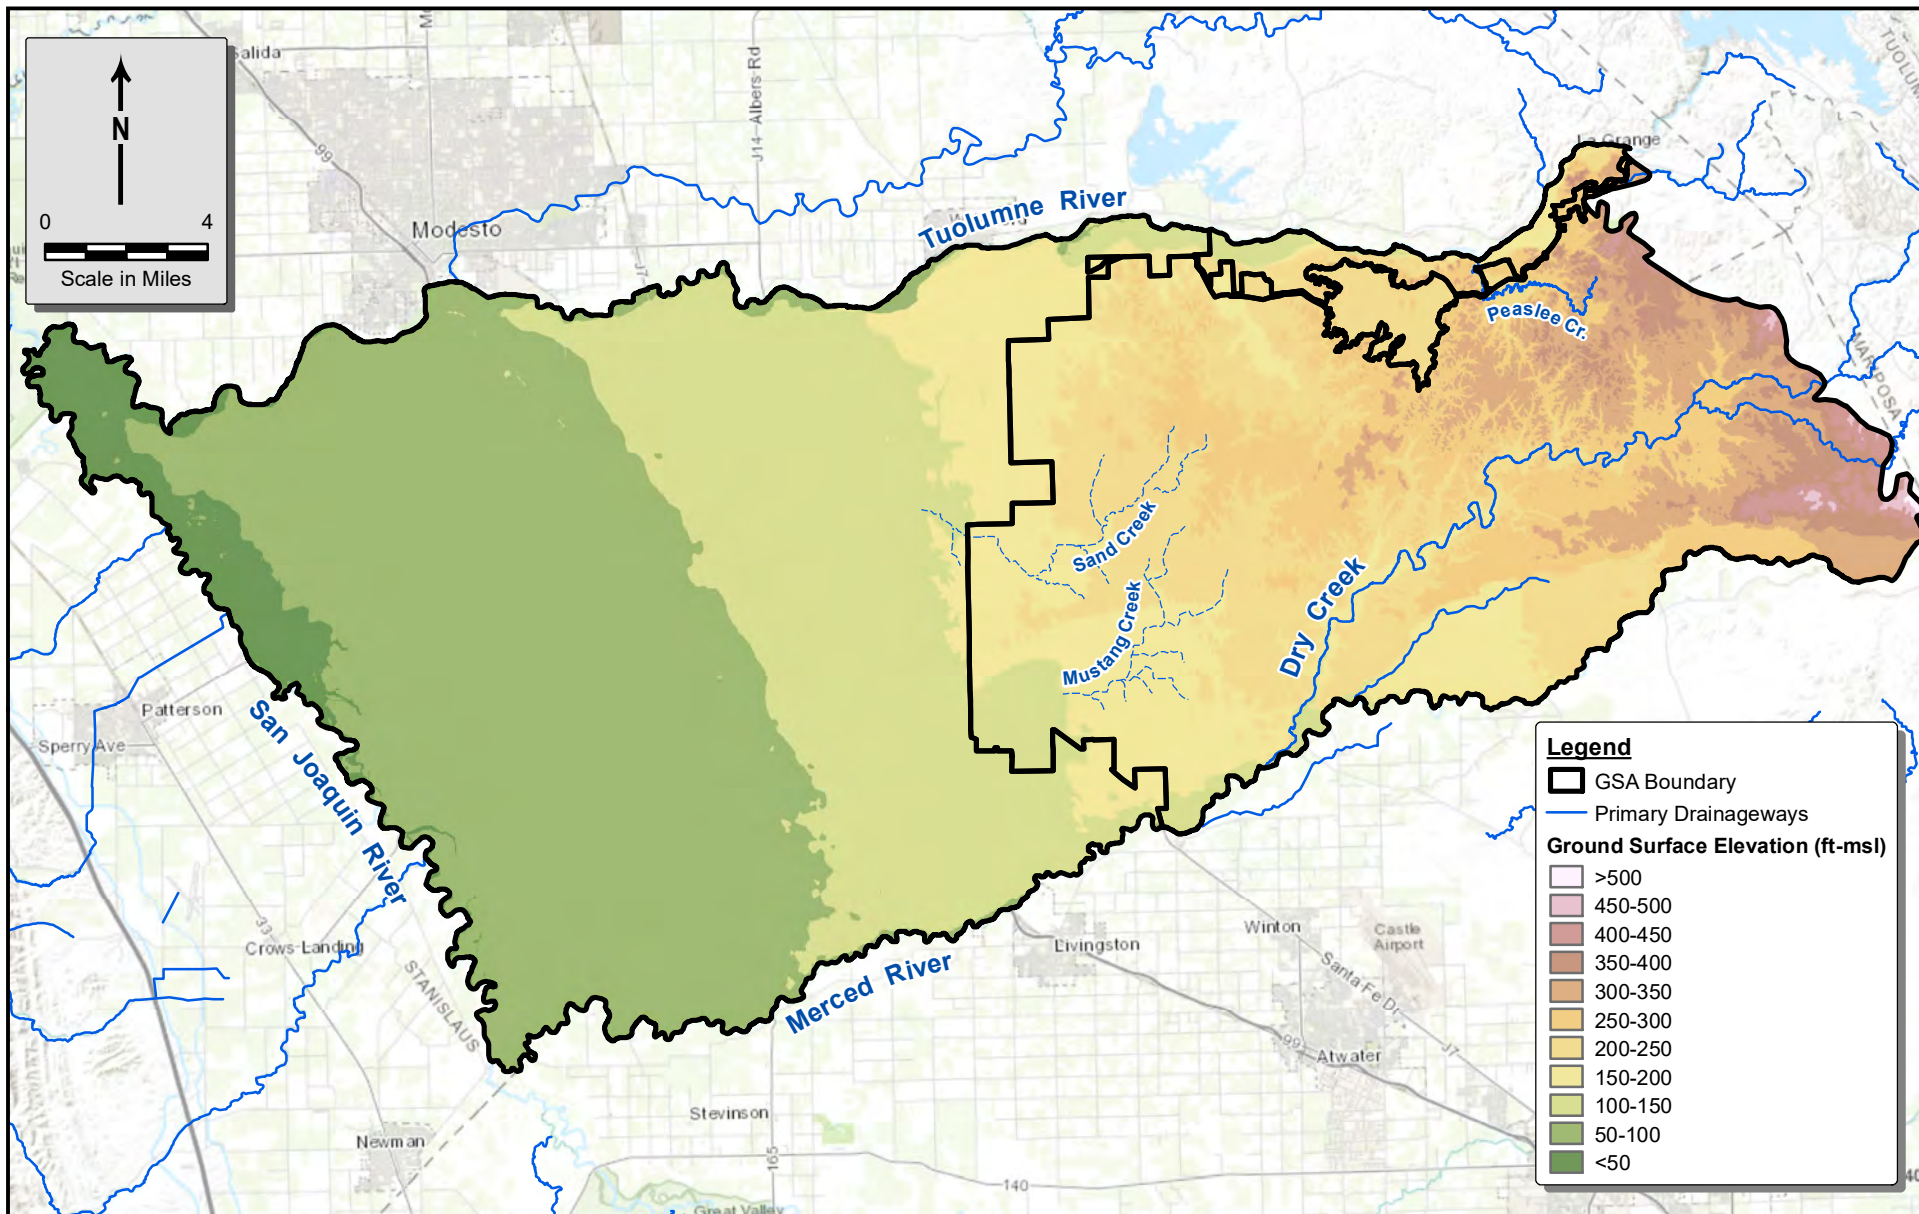 N
0 4
Scale in Miles
Salida
99
J14 Albers Rd
Modesto
J7
Tuolumne River
La Grange
TUOLUM
MARIPOSA
Peaslee Cr.
Sand Creek
Mustang Creek
Dry Creek
Patterson
Sperry Ave
San Joaquin River
33
Crows Landing
STANISLAUS
Newman
Merced River
Stevinson
165
140
Great Valley
Livingston
Winton
Castle
Airport
Santa Fe Dr
99
Atwater
J7
Legend
GSA Boundary
Primary Drainageways
Ground Surface Elevation (ft-msl)
>500
450-500
400-450
350-400
300-350
250-300
200-250
150-200
100-150
50-100
<50